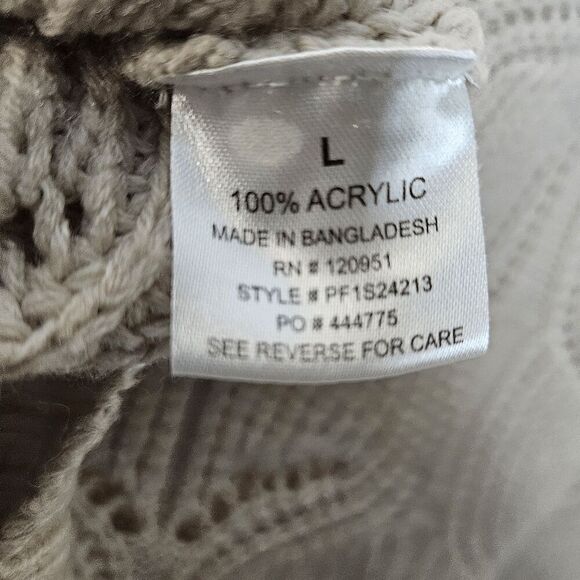 L
100% ACRYLIC
MADE IN BANGLADESH
RN # 120951
STYLE # PF1S24213
PO # 444775
SEE REVERSE FOR CARE